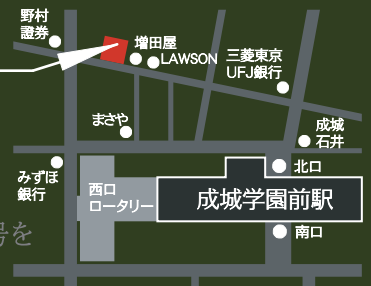 野村
證券
増田屋
LAWSON
三菱東京
UFJ銀行
まさや
成城
石井
みずほ
銀行
西口
ロータリー
北口
成城学園前駅
南口
号を